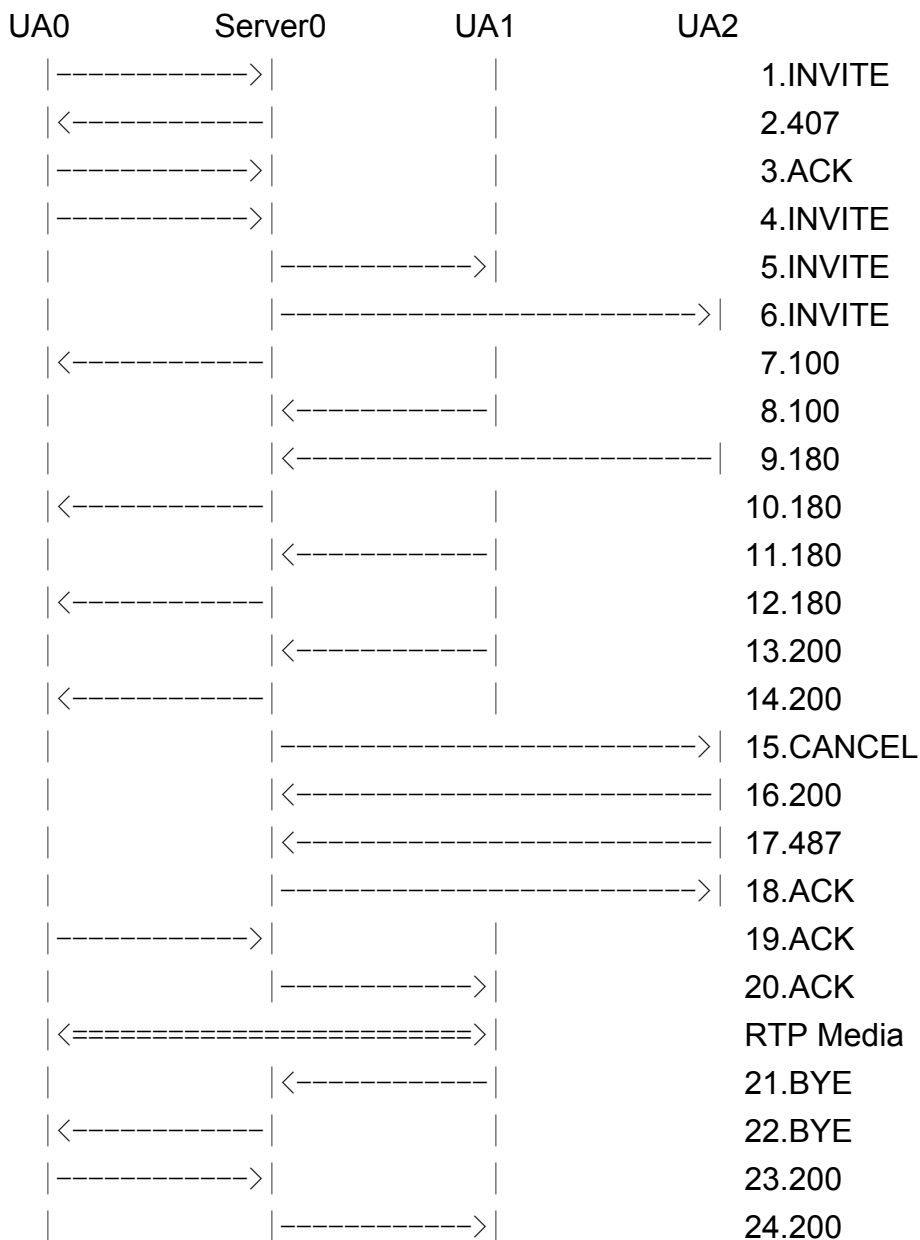 UA0 Server0 UA1 UA2
|------------>| | 1.INVITE
|<------------| | 2.407
|------------>| | 3.ACK
|------------>| | 4.INVITE
| |------------>| 5.INVITE
| |-------------------------->| 6.INVITE
|<------------| | 7.100
| |<------------| 8.100
| |<--------------------------| 9.180
|<------------| | 10.180
| |<------------| 11.180
|<------------| | 12.180
| |<------------| 13.200
|<------------| | 14.200
| |-------------------------->| 15.CANCEL
| |<--------------------------| 16.200
| |<--------------------------| 17.487
| |-------------------------->| 18.ACK
|------------>| | 19.ACK
| |------------>| 20.ACK
|<=========================>| RTP Media
| |<------------| 21.BYE
|<------------| | 22.BYE
|------------>| | 23.200
| |------------>| 24.200